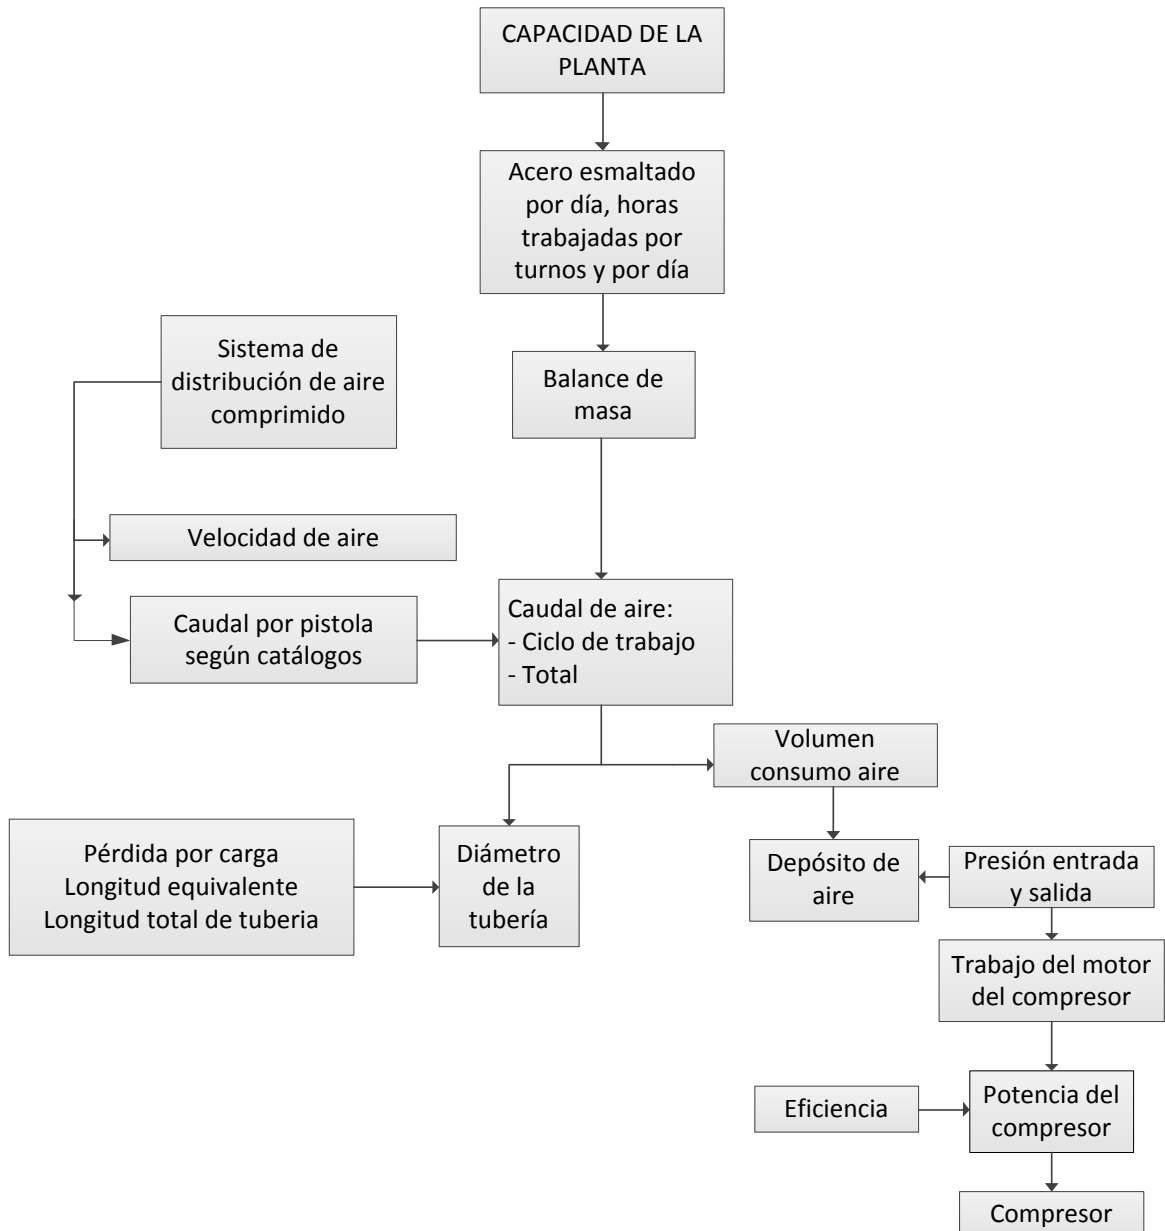 CAPACIDAD DE LA
PLANTA
Acero esmaltado
por día, horas
trabajadas por
turnos y por día
Sistema de
distribución de aire
comprimido
Balance de
masa
Velocidad de aire
Caudal por pistola
según catálogos
Caudal de aire:
- Ciclo de trabajo
- Total
Volumen
consumo aire
Pérdida por carga
Longitud equivalente
Longitud total de tuberia
Diámetro
de la
tubería
Depósito de
aire
Presión entrada
y salida
Trabajo del motor
del compresor
Eficiencia
Potencia del
compresor
Compresor